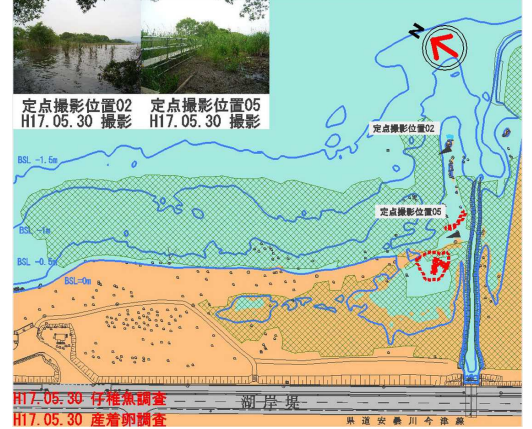 定点撮影位置02
H17.05.30 撮影
定点撮影位置05
H17.05.30 撮影
N
定点撮影位置02
BSL -1.5m
定点撮影位置05
BSL -1m
BSL -0.5m
BSL=0m
H17.05.30 仔稚魚調査
湖岸堤
H17.05.30 産着卵調査
県道安曇川今津線